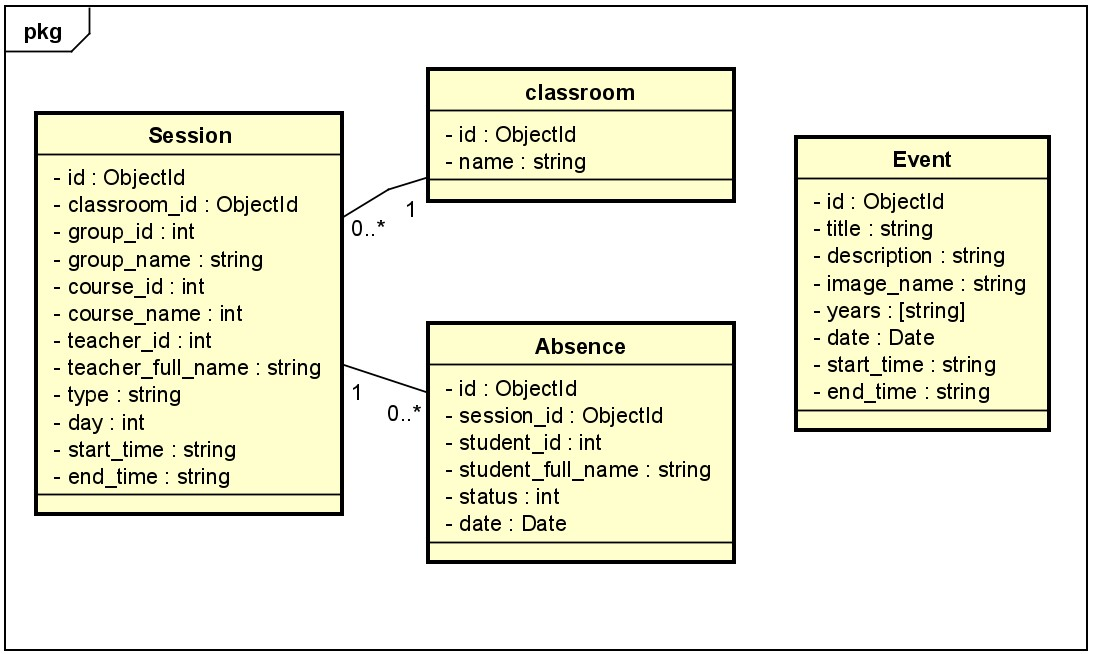 pkg
Session
- id : ObjectId
- classroom_id : ObjectId
- group_id : int
- group_name : string
- course_id : int
- course_name : int
- teacher_id : int
- teacher_full_name : string
- type : string
- day : int
- start_time : string
- end_time : string
classroom
- id : ObjectId
- name : string
0..*
1
1
0..*
Absence
- id : ObjectId
- session_id : ObjectId
- student_id : int
- student_full_name : string
- status : int
- date : Date
Event
- id : ObjectId
- title : string
- description : string
- image_name : string
- years : [string]
- date : Date
- start_time : string
- end_time : string